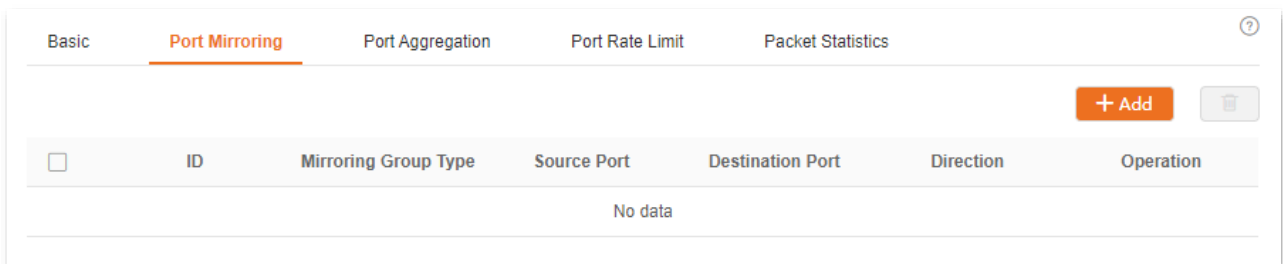 Basic Port Mirroring Port Aggregation Port Rate Limit Packet Statistics ?
+ Add
ID Mirroring Group Type Source Port Destination Port Direction Operation
No data